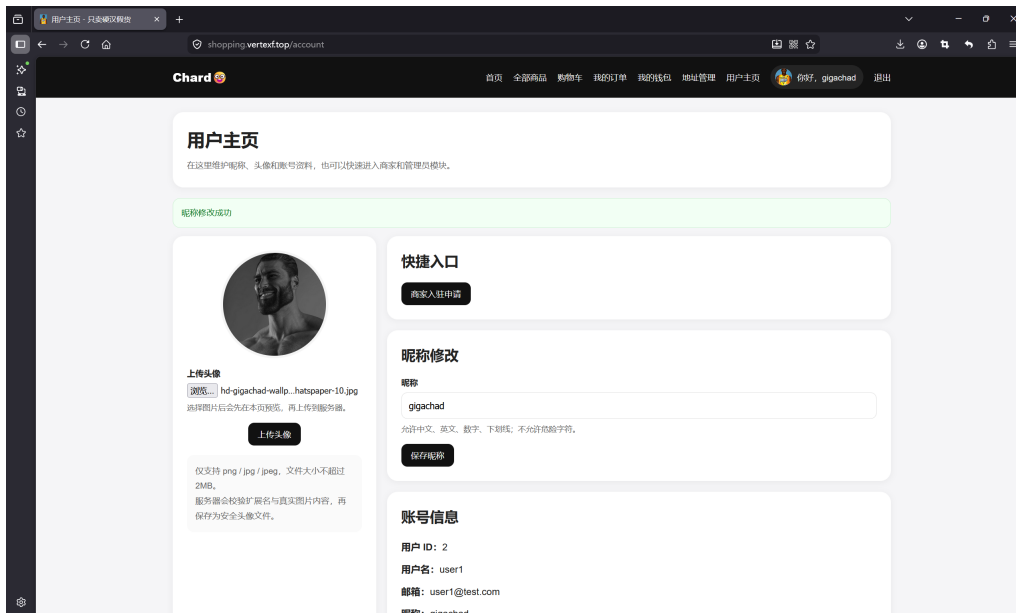 用户主页 - 只卖硬汉假货
shopping.vertexf.top/account
Chard
首页 全部商品 购物车 我的订单 我的钱包 地址管理 用户主页 你好，gigachad 退出
用户主页
在这里维护昵称、头像和账号资料，也可以快速进入商家和管理员模块。
昵称修改成功
上传头像
浏览... hd-gigachad-wallp...hatspaper-10.jpg
选择图片后会先在本页预览，再上传到服务器。
上传头像
仅支持 png / jpg / jpeg，文件大小不超过
2MB。
服务器会校验扩展名与真实图片内容，再
保存为安全头像文件。
快捷入口
商家入驻申请
昵称修改
昵称
gigachad
允许中文、英文、数字、下划线；不允许危险字符。
保存昵称
账号信息
用户 ID：2
用户名：user1
邮箱：user1@test.com
昵称：gigachad